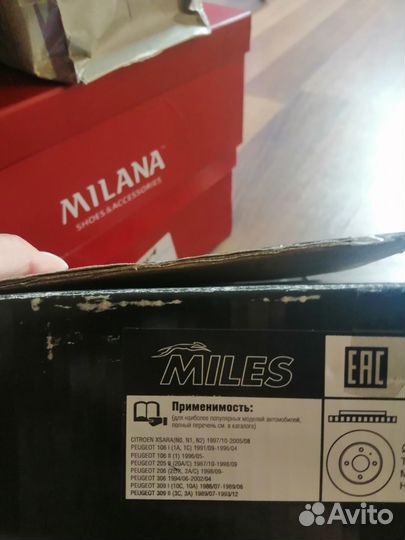 MILANA
SHOES & ACCESSORIES
MILES
EAC
Применимость:
(для наиболее популярных моделей автомобилей,
полный перечень см. в каталоге)
CITROEN XSARA(N0, N1, N2) 1997/10-2005/08
PEUGEOT 106 I (1A, 1C) 1991/09-1996/04
PEUGEOT 106 II (1) 1996/05-
PEUGEOT 205 II (20A/C) 1987/10-1998/09
PEUGEOT 206 (2A/C) 1998/09-
PEUGEOT 306 1994/06-2002/04
PEUGEOT 309 I (10C, 10A) 1986/07-1989/06
PEUGEOT 309 II (3C, 3A) 1989/07-1993/12
Avito